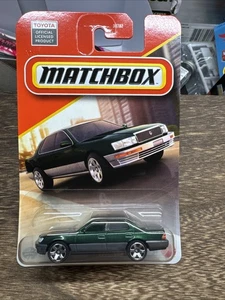 TOYOTA
OFFICIAL
LICENSED
PRODUCT
MATCHBOX